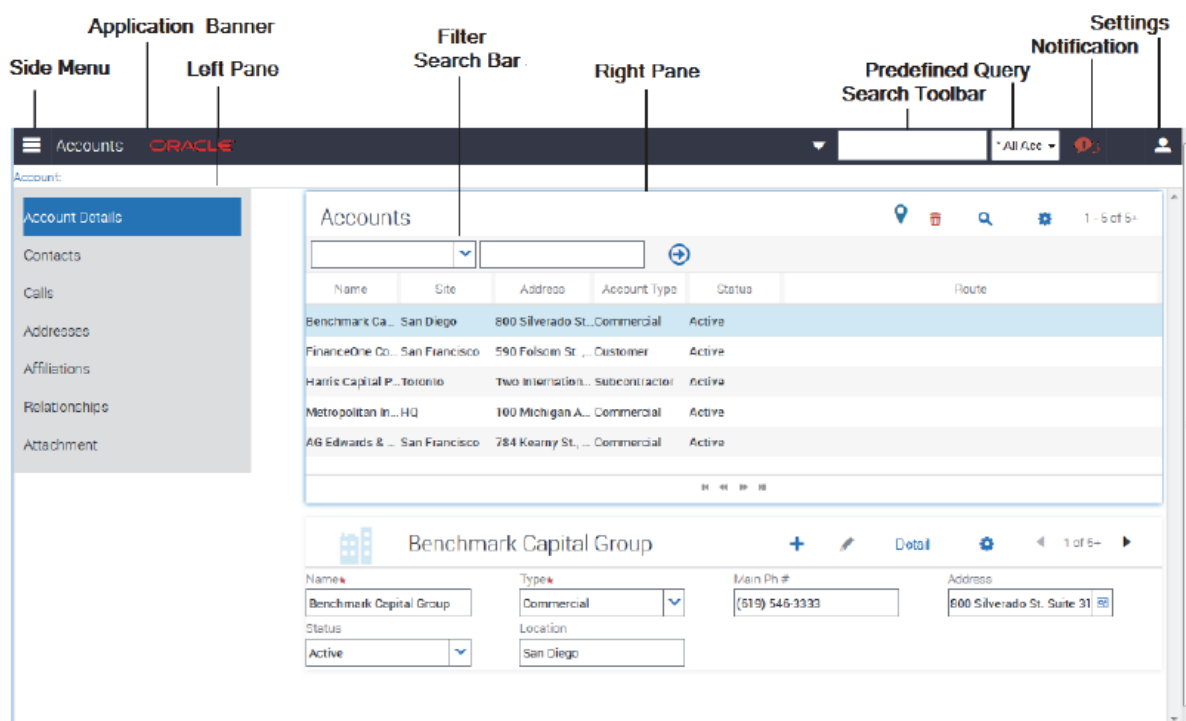 Application Banner
Settings
Filter
Search Bar
Notification
Side Menu
Left Pane
Right Pane
Predefined Query
Search Toolbar
Accounts
ORACLE
* All Acc
Account:
Account Details
Contacts
Calls
Addresses
Affiliations
Relationships
Attachment
Accounts
1 - 5 of 5+
Name Site Address Account Type Status Route
Benchmark Ca... San Diego 800 Silverado St... Commercial Active
FinanceOne Co... San Francisco 590 Folsom St. ,... Customer Active
Harris Capital P... Toronto Two Internation... Subcontractor Active
Metropolitan In... HQ 100 Michigan A... Commercial Active
AG Edwards & ... San Francisco 784 Kearny St., ... Commercial Active
Benchmark Capital Group
Detail
1 of 5+
Name* Type* Main Ph # Address
Benchmark Capital Group Commercial (619) 546-3333 800 Silverado St. Suite 31
Status Location
Active San Diego